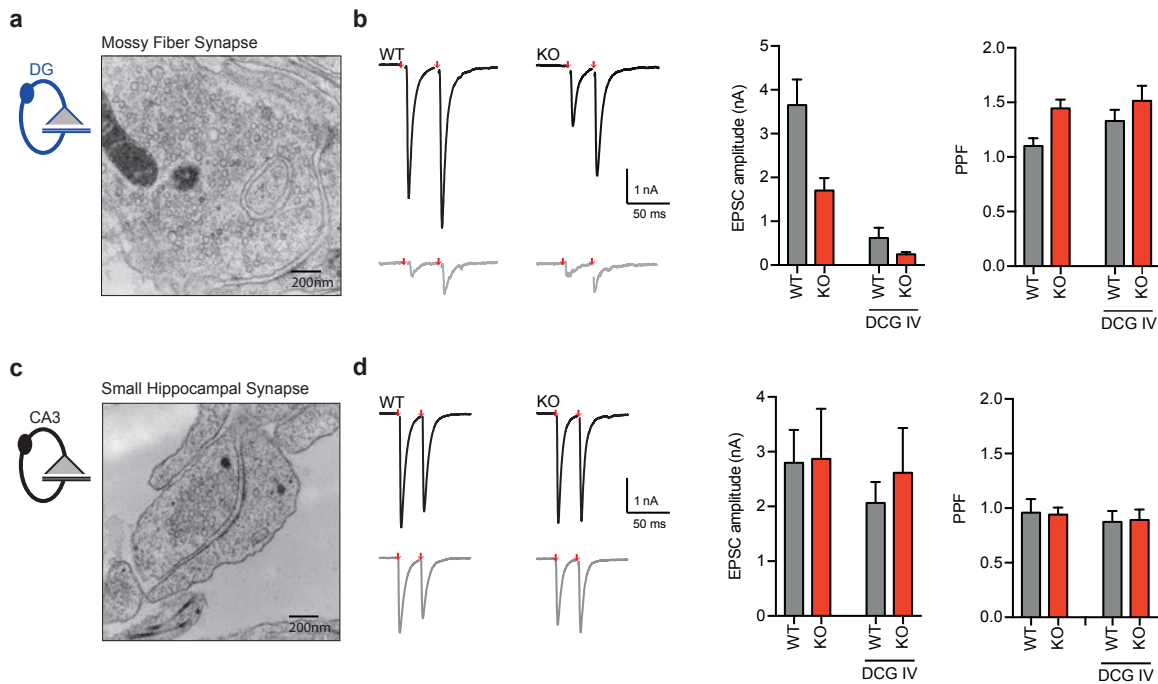 a
Mossy Fiber Synapse
DG
200nm
b
WT
KO
1 nA
50 ms
EPSC amplitude (nA)
5
4
3
2
1
0
WT
KO
WT
KO
DCG IV
PPF
2.0
1.5
1.0
0.5
0.0
WT
KO
WT
KO
DCG IV
c
Small Hippocampal Synapse
CA3
200nm
d
WT
KO
1 nA
50 ms
EPSC amplitude (nA)
4
3
2
1
0
WT
KO
WT
KO
DCG IV
PPF
2.0
1.5
1.0
0.5
0.0
WT
KO
WT
KO
DCG IV